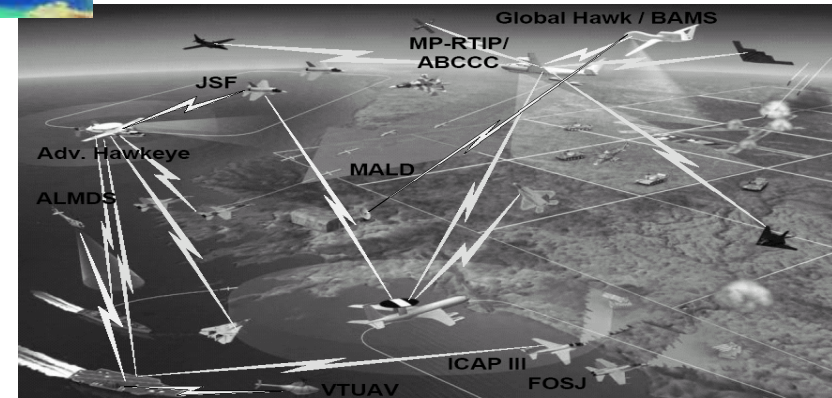 Global Hawk / BAMS
MP-RTIP/
ABCCC
JSF
Adv. Hawkeye
MALD
ALMDS
ICAP III
FOSJ
VTUAV